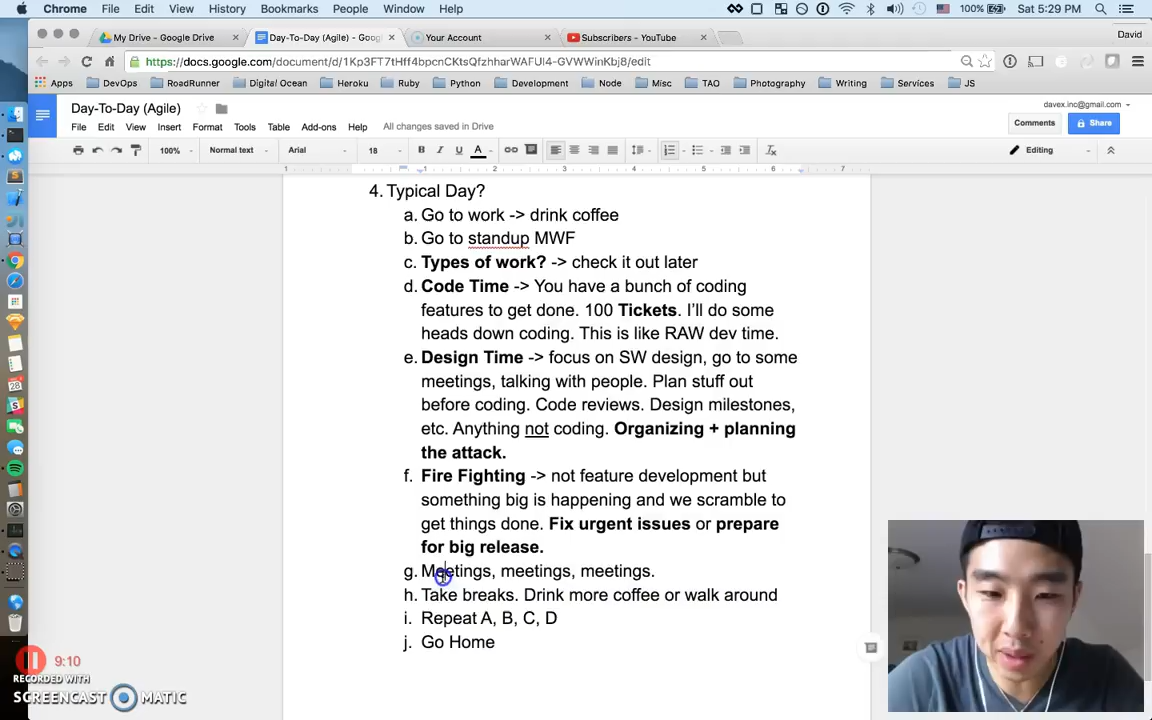 Chrome File Edit View History Bookmarks People Window Help 100% Sat 5:29 PM
My Drive - Google Drive Day-To-Day (Agile) - Goog Your Account Subscribers - YouTube David
https://docs.google.com/document/d/1Kp3FT7tHff4bpcnCKtsQfzhharWAFUI4-GVWWinKbj8/edit
Apps DevOps RoadRunner Digital Ocean Heroku Ruby Python Development Node Misc TAO Photography Writing Services JS
Day-To-Day (Agile) davex.inc@gmail.com
File Edit View Insert Format Tools Table Add-ons Help All changes saved in Drive Comments Share
100% Normal text Arial 18 B I U A Editing
1 1 2 3 4 5 6 7
4. Typical Day?
a. Go to work -> drink coffee
b. Go to standup MWF
c. Types of work? -> check it out later
d. Code Time -> You have a bunch of coding
features to get done. 100 Tickets. I'll do some
heads down coding. This is like RAW dev time.
e. Design Time -> focus on SW design, go to some
meetings, talking with people. Plan stuff out
before coding. Code reviews. Design milestones,
etc. Anything not coding. Organizing + planning
the attack.
f. Fire Fighting -> not feature development but
something big is happening and we scramble to
get things done. Fix urgent issues or prepare
for big release.
g. Meetings, meetings, meetings.
h. Take breaks. Drink more coffee or walk around
i. Repeat A, B, C, D
j. Go Home
9:10
RECORDED WITH
SCREENCAST MATIC